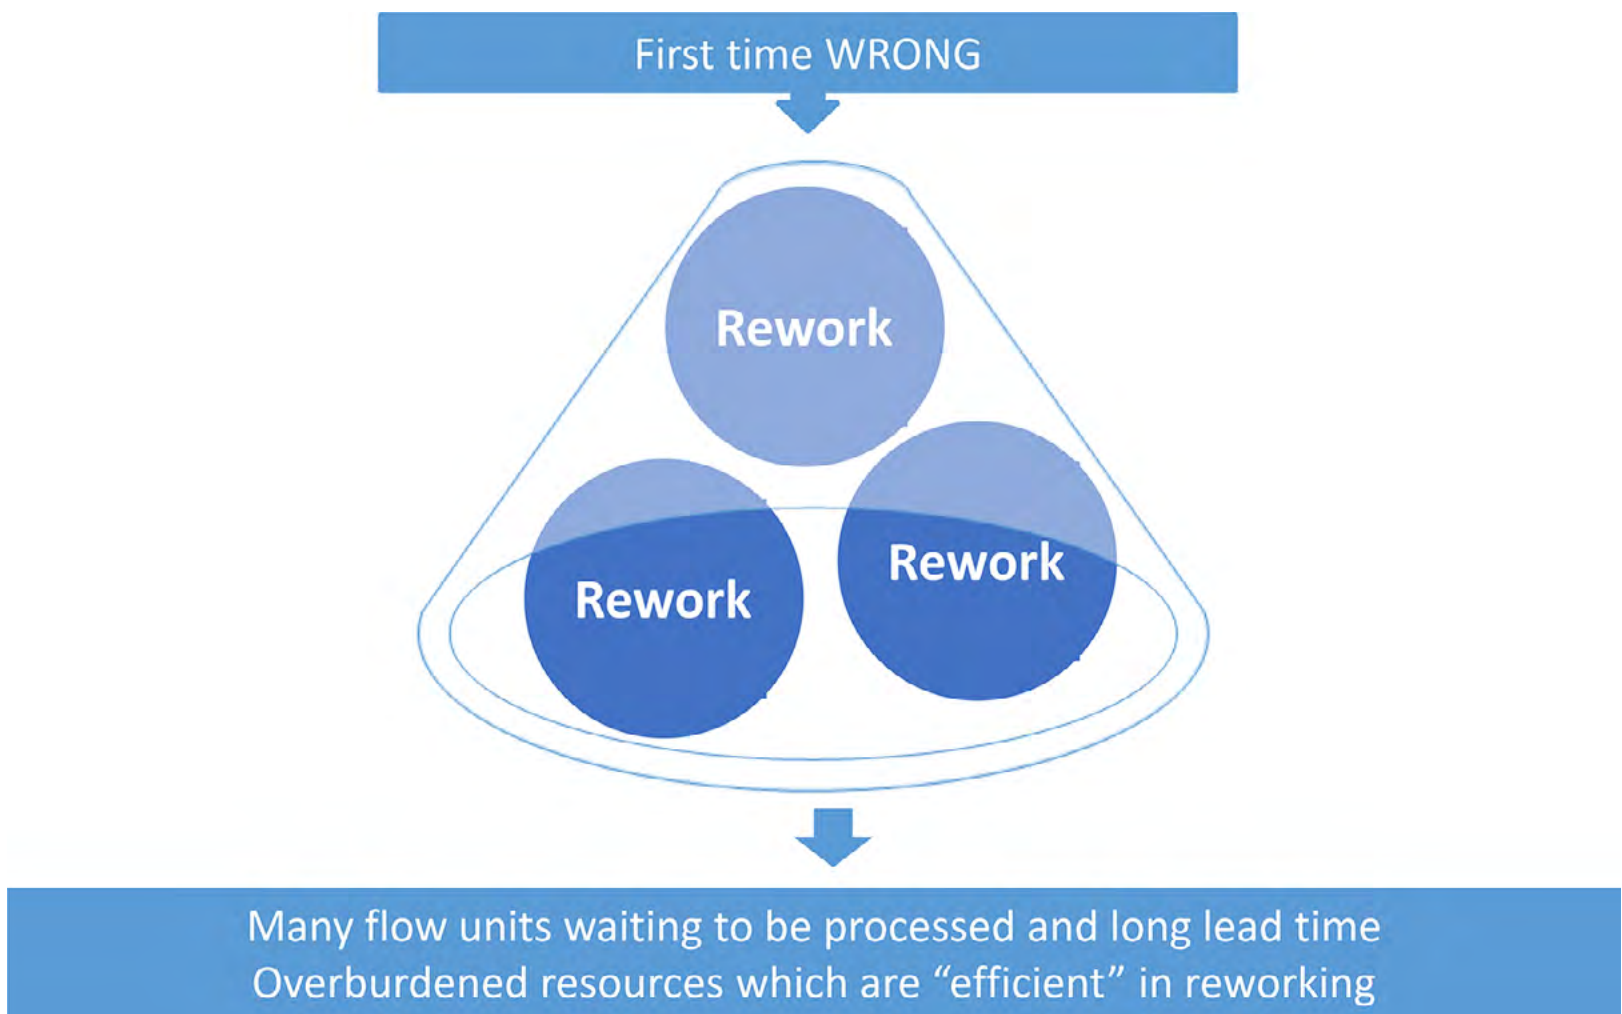 First time WRONG
Rework
Rework
Rework
Many flow units waiting to be processed and long lead time
Overburdened resources which are “efficient” in reworking